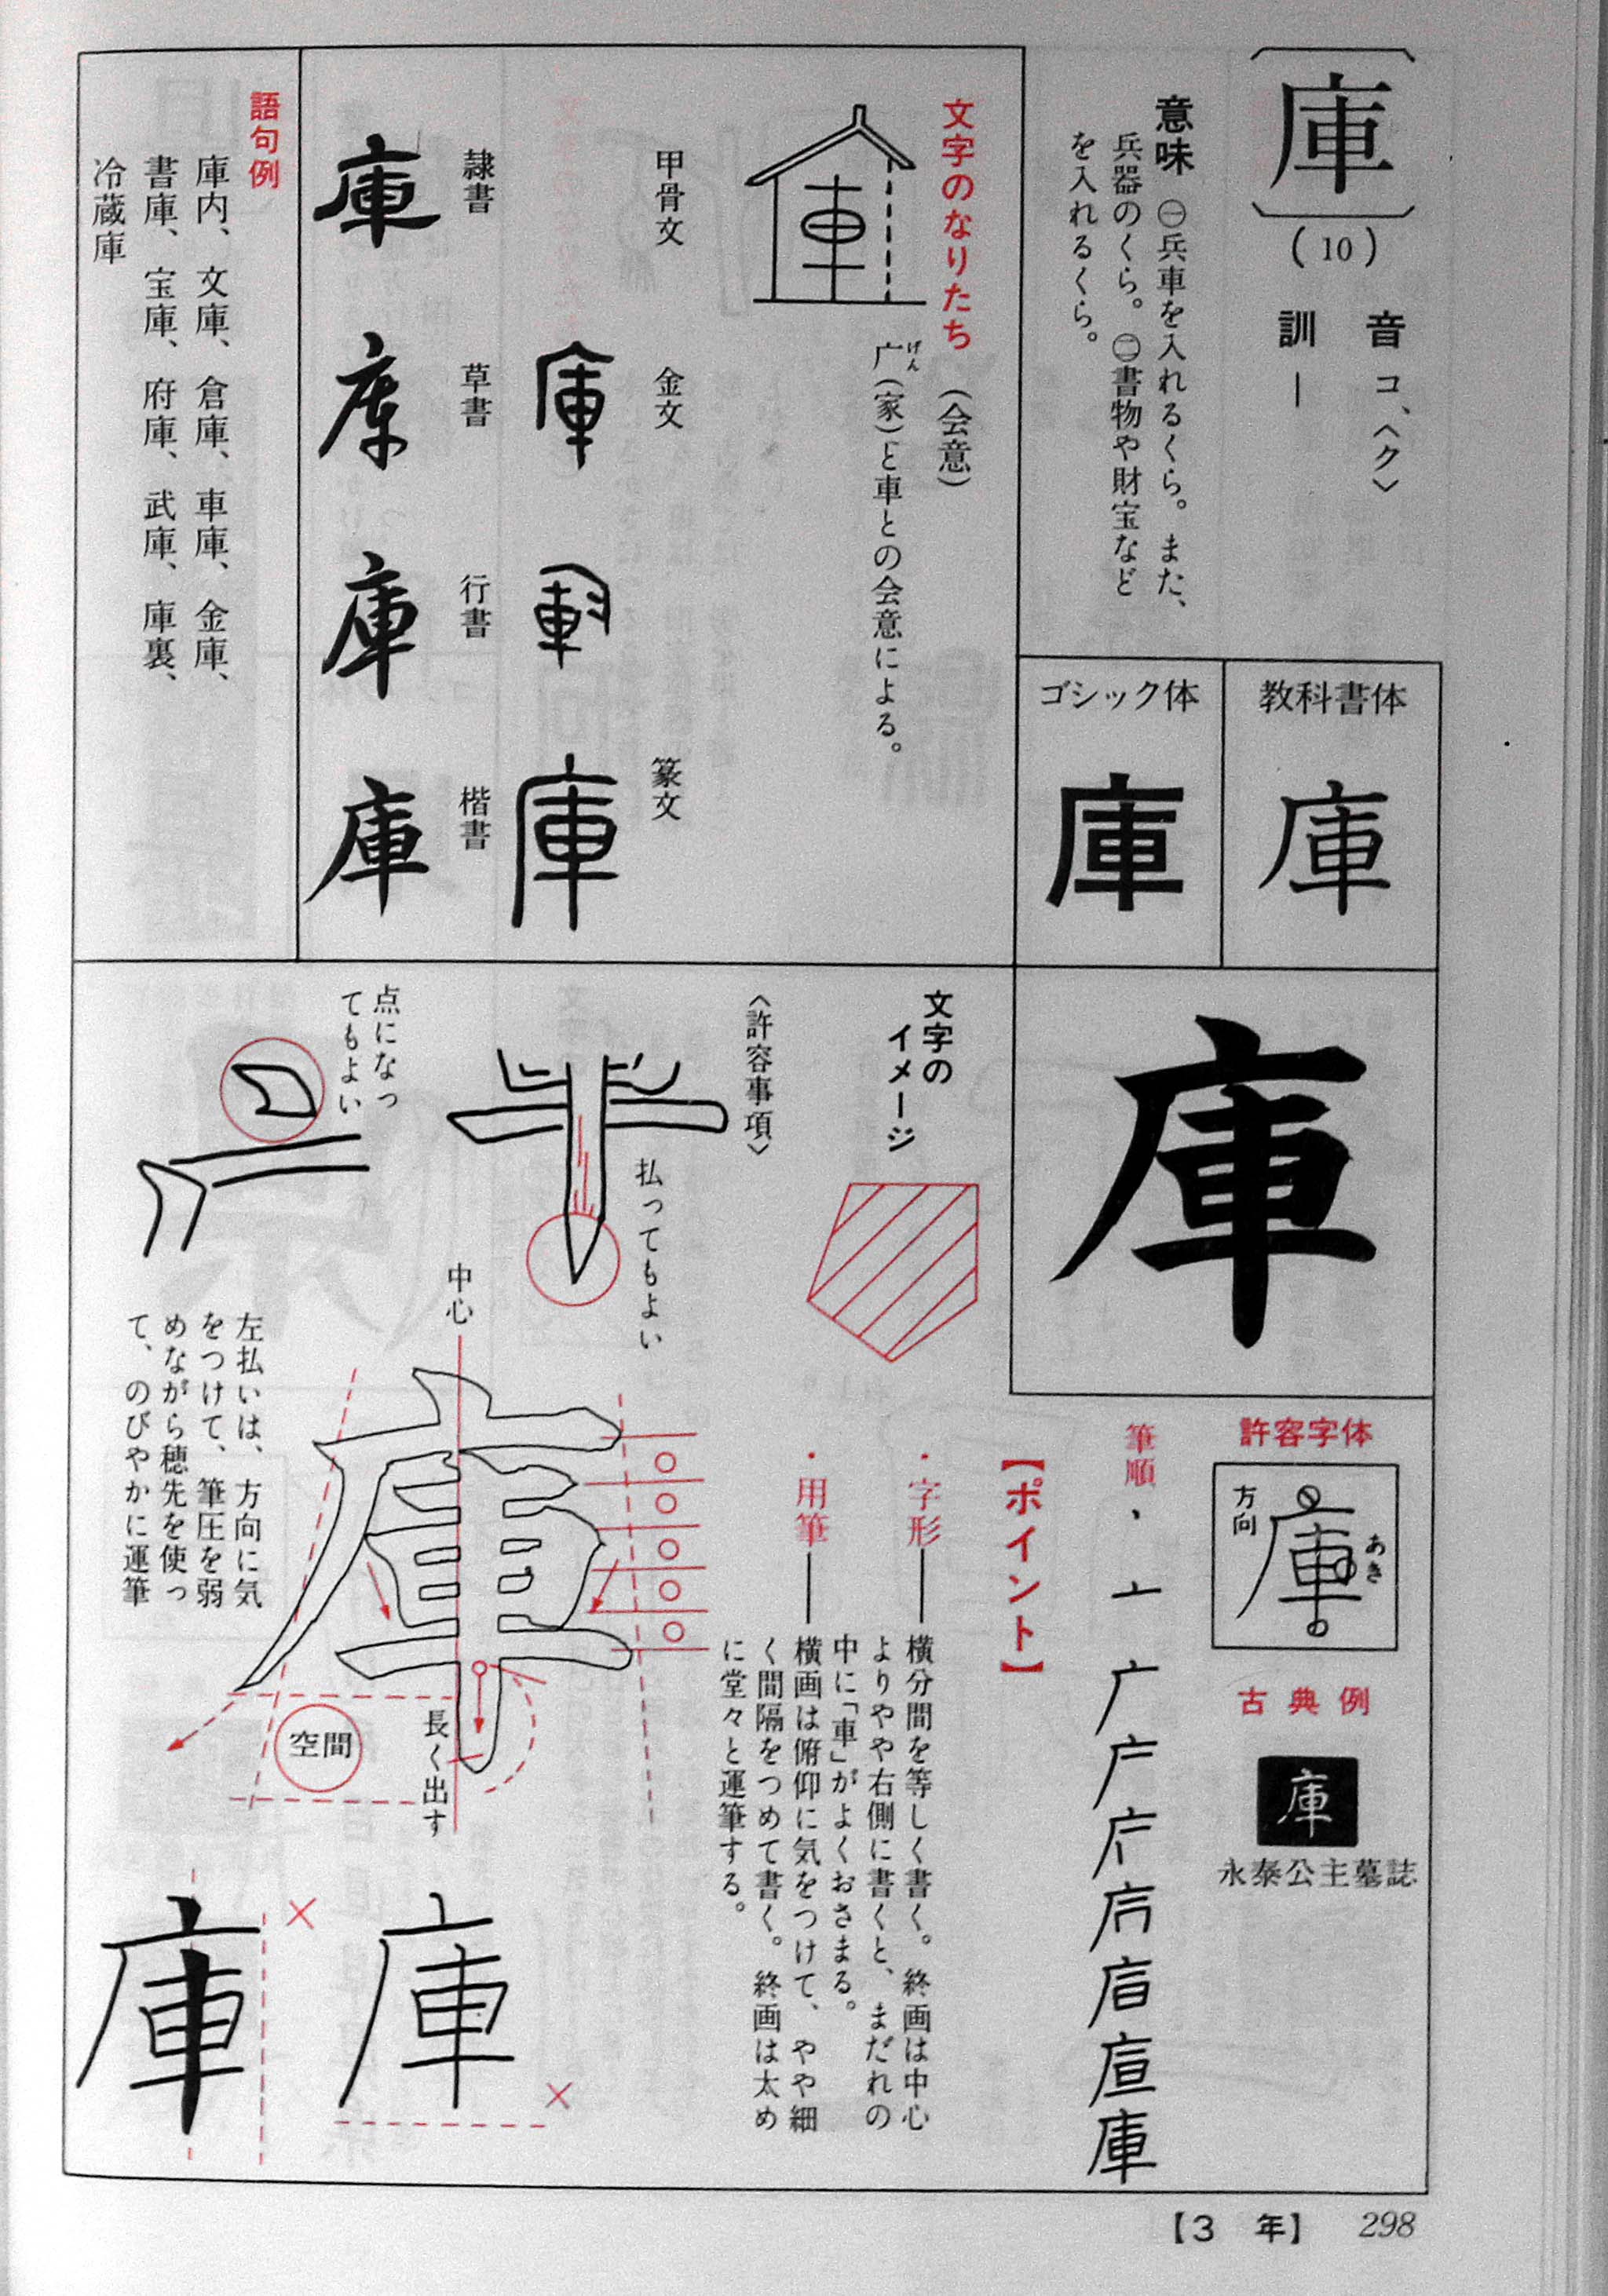 庫
(10)
音 コ、〈ク〉
訓 ―
意味 ㊀兵車を入れるくら。また、
兵器のくら。㊁書物や財宝など
を入れるくら。
教科書体
庫
ゴシック体
庫
文字のなりたち (会意)
广(家)と車との会意による。
げん
甲骨文
金文
篆文
庫
庫
庫
隷書
草書
行書
楷書
庫
庫
庫
庫
語句例
庫内、文庫、倉庫、車庫、金庫、
書庫、宝庫、府庫、武庫、庫裏、
冷蔵庫
庫
許容字体
方向
庫
あき
古典例
庫
永泰公主墓誌
筆順
庫
【ポイント】
・字形―横分間を等しく書く。終画は中心
よりやや右側に書くと、まだれの
中に「車」がよくおさまる。
・用筆―横画は俯仰に気をつけて、やや細
く間隔をつめて書く。終画は太め
に堂々と運筆する。
文字の
イメージ
〈許容事項〉
払ってもよい
点になっ
てもよい
中心
長く出す
空間
左払いは、方向に気
をつけて、筆圧を弱
めながら穂先を使っ
て、のびやかに運筆
庫
庫
【3 年】 298